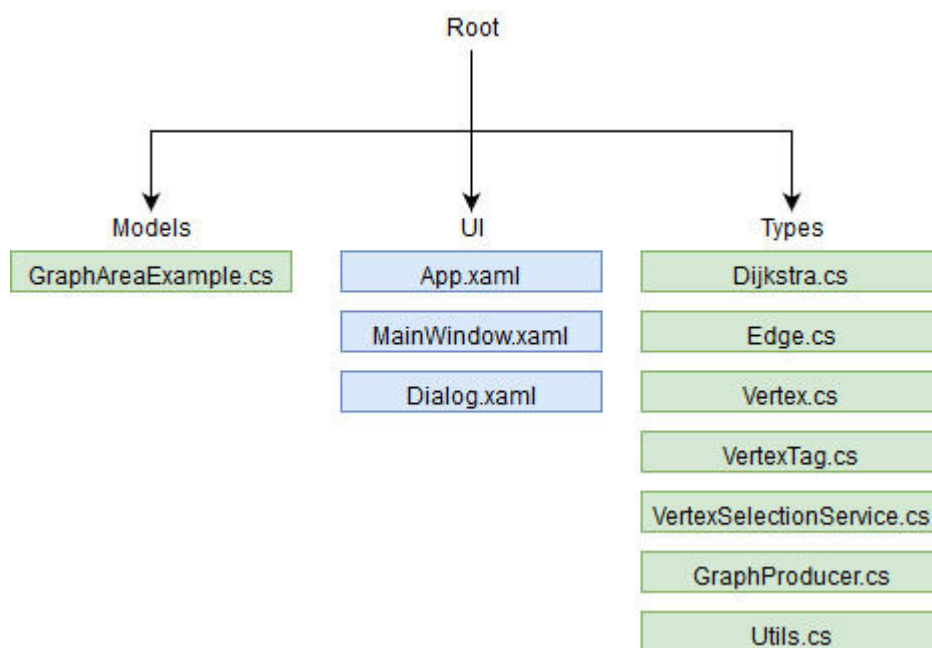 Root
Models
GraphAreaExample.cs
UI
App.xaml
MainWindow.xaml
Dialog.xaml
Types
Dijkstra.cs
Edge.cs
Vertex.cs
VertexTag.cs
VertexSelectionService.cs
GraphProducer.cs
Utils.cs